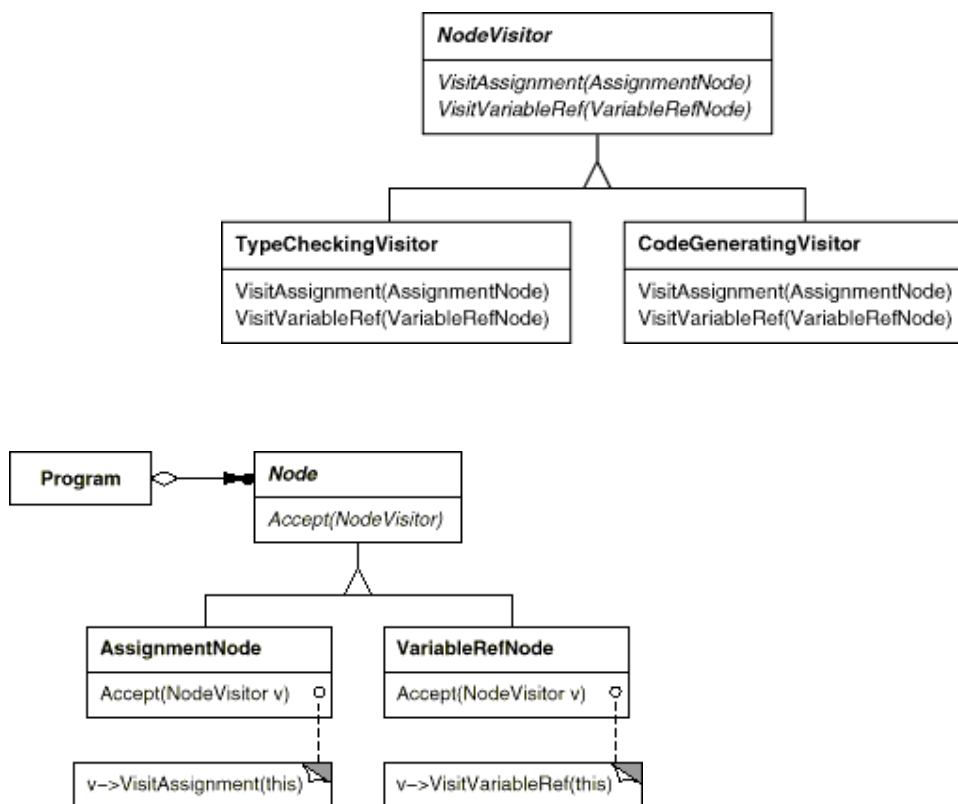 NodeVisitor
VisitAssignment(AssignmentNode)
VisitVariableRef(VariableRefNode)
TypeCheckingVisitor
VisitAssignment(AssignmentNode)
VisitVariableRef(VariableRefNode)
CodeGeneratingVisitor
VisitAssignment(AssignmentNode)
VisitVariableRef(VariableRefNode)
Program
Node
Accept(NodeVisitor)
AssignmentNode
Accept(NodeVisitor v)
VariableRefNode
Accept(NodeVisitor v)
v−>VisitAssignment(this)
v−>VisitVariableRef(this)